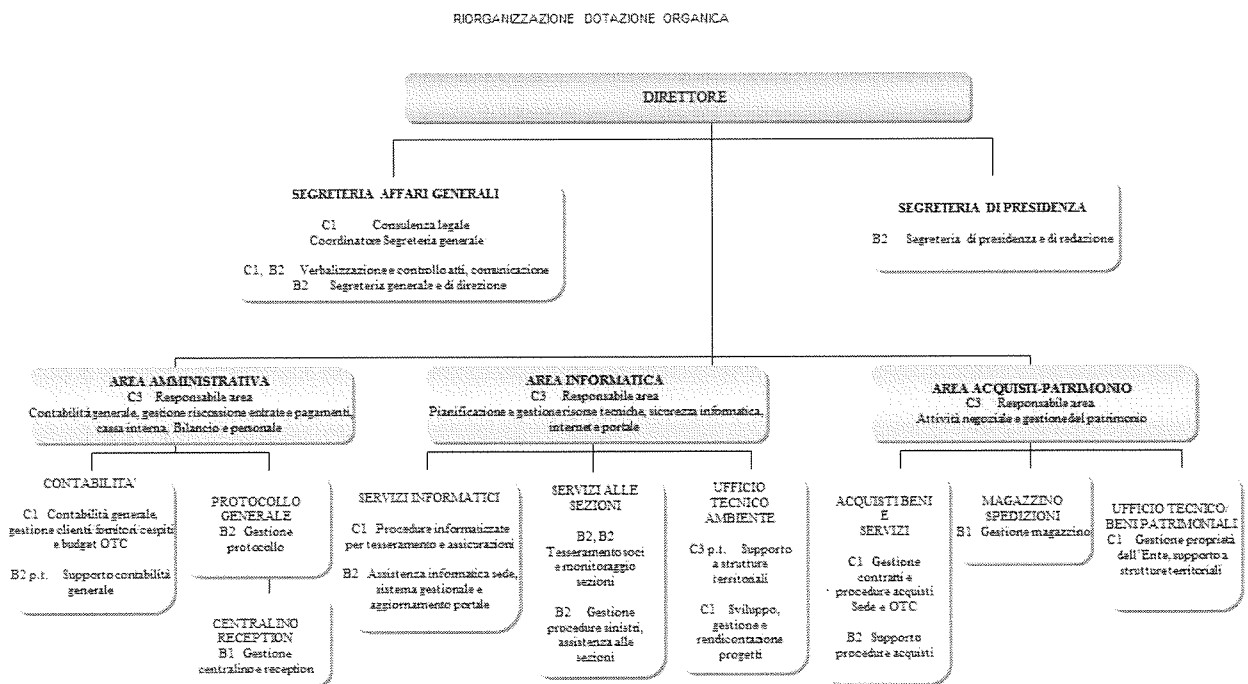 RIORGANIZZAZIONE DOTAZIONE ORGANICA
DIRETTORE
SEGRETERIA AFFARI GENERALI
C1 Consulenza legale
Coordinatore Segreteria generale
C1, B2 Verbalizzazione e controllo atti, comunicazione
B2 Segreteria generale e di direzione
SEGRETERIA DI PRESIDENZA
B2 Segreteria di presidenza e di redazione
AREA AMMINISTRATIVA
C3 Responsabile area
Contabilità generale, gestione riscossione entrate e pagamenti,
cassa interna, Bilancio e personale
AREA INFORMATICA
C3 Responsabile area
Pianificazione e gestione risorse tecniche, sicurezza informatica,
internet e portale
AREA ACQUISTI-PATRIMONIO
C3 Responsabile area
Attività negoziale e gestione del patrimonio
CONTABILITA'
C1 Contabilità generale,
gestione clienti fornitori cespiti
e budget OTC
B2 p.t. Supporto contabilità
generale
PROTOCOLLO
GENERALE
B2 Gestione
protocollo
CENTRALINO
RECEPTION
B1 Gestione
centralino e reception
SERVIZI INFORMATICI
C1 Procedure informatizzate
per tesseramento e assicurazioni
B2 Assistenza informatica sede,
sistema gestionale e
aggiornamento portale
SERVIZI ALLE
SEZIONI
B2, B2
Tesseramento soci
e monitoraggio
sezioni
B2 Gestione
procedure sinistri,
assistenza alle
sezioni
UFFICIO
TECNICO
AMBIENTE
C3 p.t. Supporto
a strutture
territoriali
C1 Sviluppo,
gestione e
rendicontazione
progetti
ACQUISTI BENI
E
SERVIZI
C1 Gestione
contratti e
procedure acquisti
Sede e OTC
B2 Supporto
procedure acquisti
MAGAZZINO
SPEDIZIONI
B1 Gestione magazzino
UFFICIO TECNICO/
BENI PATRIMONIALI
C1 Gestione proprietà
dell'Ente, supporto a
strutture territoriali